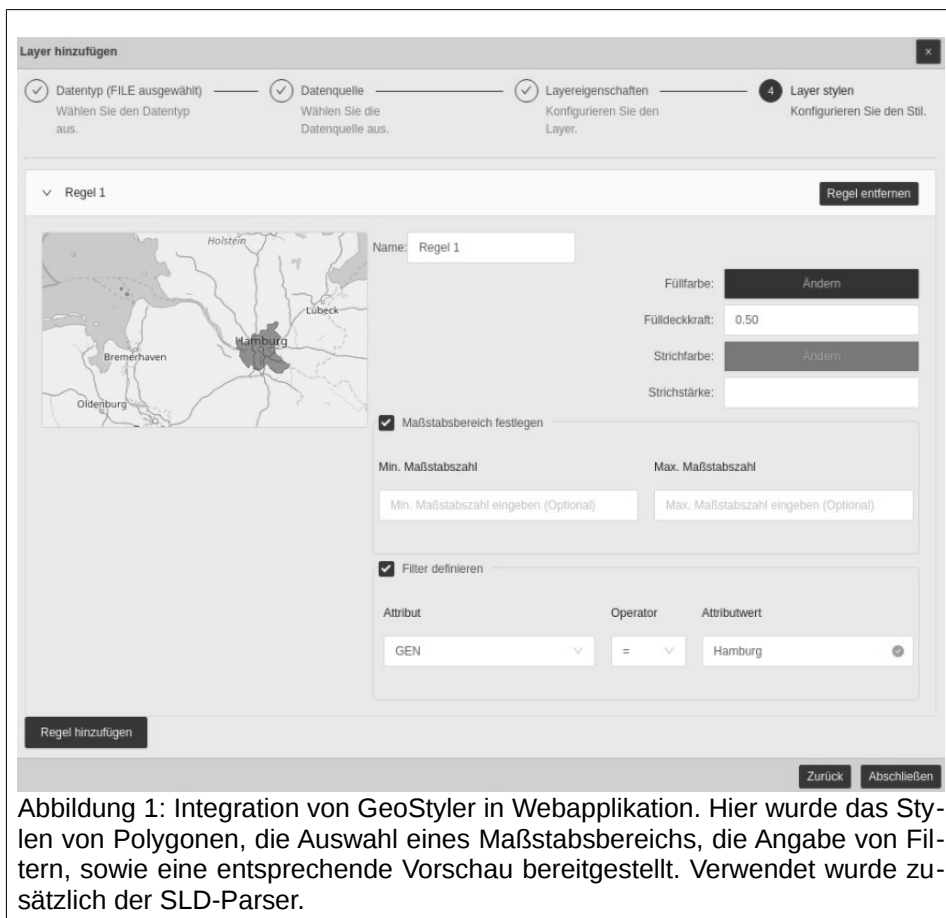 Layer hinzufügen
×
Datentyp (FILE ausgewählt)
Wählen Sie den Datentyp
aus.
Datenquelle
Wählen Sie die
Datenquelle aus.
Layereigenschaften
Konfigurieren Sie den
Layer.
4
Layer stylen
Konfigurieren Sie den Stil.
Regel 1
Regel entfernen
Holstein
Lübeck
Hamburg
Bremerhaven
Oldenburg
Name: Regel 1
Füllfarbe: Ändern
Fülldeckkraft: 0.50
Strichfarbe: Ändern
Strichstärke:
Maßstabsbereich festlegen
Min. Maßstabszahl Max. Maßstabszahl
Min. Maßstabszahl eingeben (Optional) Max. Maßstabszahl eingeben (Optional)
Filter definieren
Attribut Operator Attributwert
GEN = Hamburg
Regel hinzufügen
Zurück Abschließen
Abbildung 1: Integration von GeoStyler in Webapplikation. Hier wurde das Sty-
len von Polygonen, die Auswahl eines Maßstabsbereichs, die Angabe von Fil-
tern, sowie eine entsprechende Vorschau bereitgestellt. Verwendet wurde zu-
sätzlich der SLD-Parser.